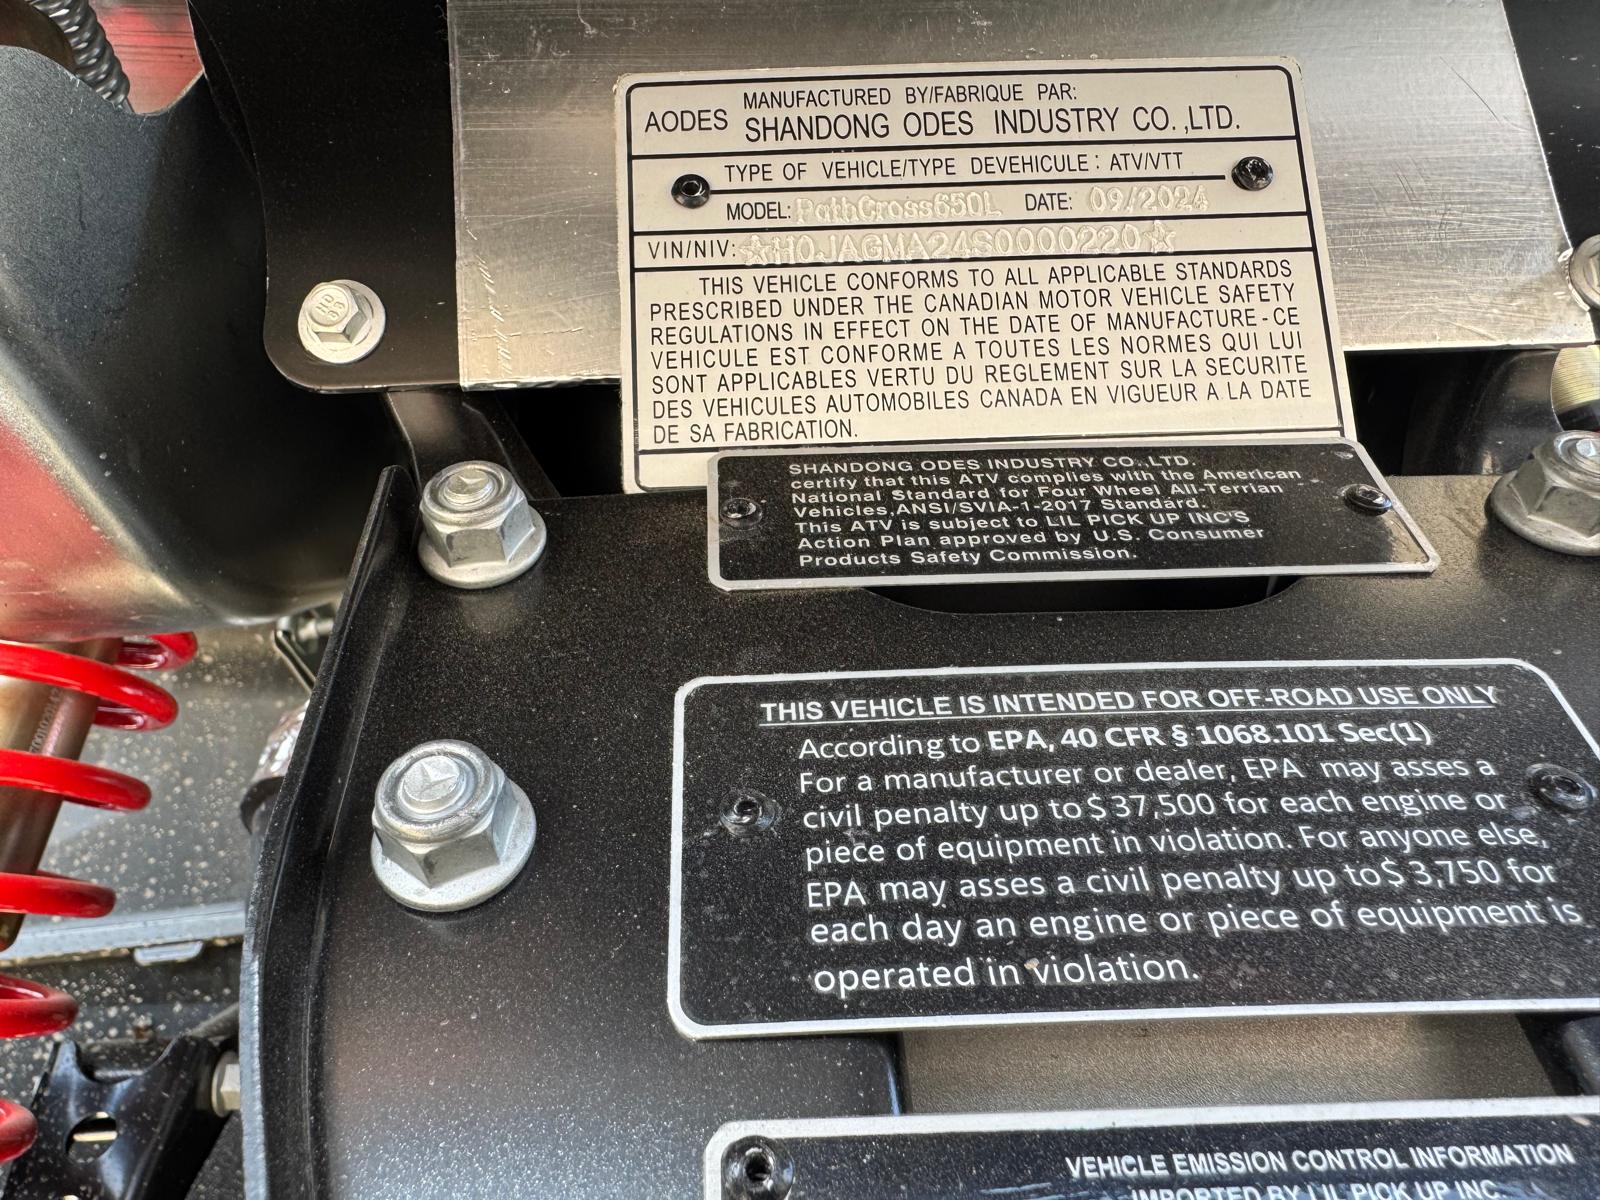 MANUFACTURED BY/FABRIQUE PAR:
AODES SHANDONG ODES INDUSTRY CO.,LTD.
TYPE OF VEHICLE/TYPE DEVEHICULE: ATV/VTT
MODEL: PathCross650L DATE: 09/2024
VIN/NIV: ☆H0JAGMA24S0000220☆
THIS VEHICLE CONFORMS TO ALL APPLICABLE STANDARDS
PRESCRIBED UNDER THE CANADIAN MOTOR VEHICLE SAFETY
REGULATIONS IN EFFECT ON THE DATE OF MANUFACTURE-CE
VEHICULE EST CONFORME A TOUTES LES NORMES QUI LUI
SONT APPLICABLES VERTU DU REGLEMENT SUR LA SECURITE
DES VEHICULES AUTOMOBILES CANADA EN VIGUEUR A LA DATE
DE SA FABRICATION.
SHANDONG ODES INDUSTRY CO.,LTD.
certify that this ATV complies with the American
National Standard for Four Wheel All-Terrian
Vehicles,ANSI/SVIA-1-2017 Standard.
This ATV is subject to LIL PICK UP INC'S
Action Plan approved by U.S. Consumer
Products Safety Commission.
THIS VEHICLE IS INTENDED FOR OFF-ROAD USE ONLY
According to EPA, 40 CFR § 1068.101 Sec(1)
For a manufacturer or dealer, EPA may asses a
civil penalty up to $ 37,500 for each engine or
piece of equipment in violation. For anyone else,
EPA may asses a civil penalty up to$ 3,750 for
each day an engine or piece of equipment is
operated in violation.
VEHICLE EMISSION CONTROL INFORMATION
IMPORTED BY LIL PICK UP INC